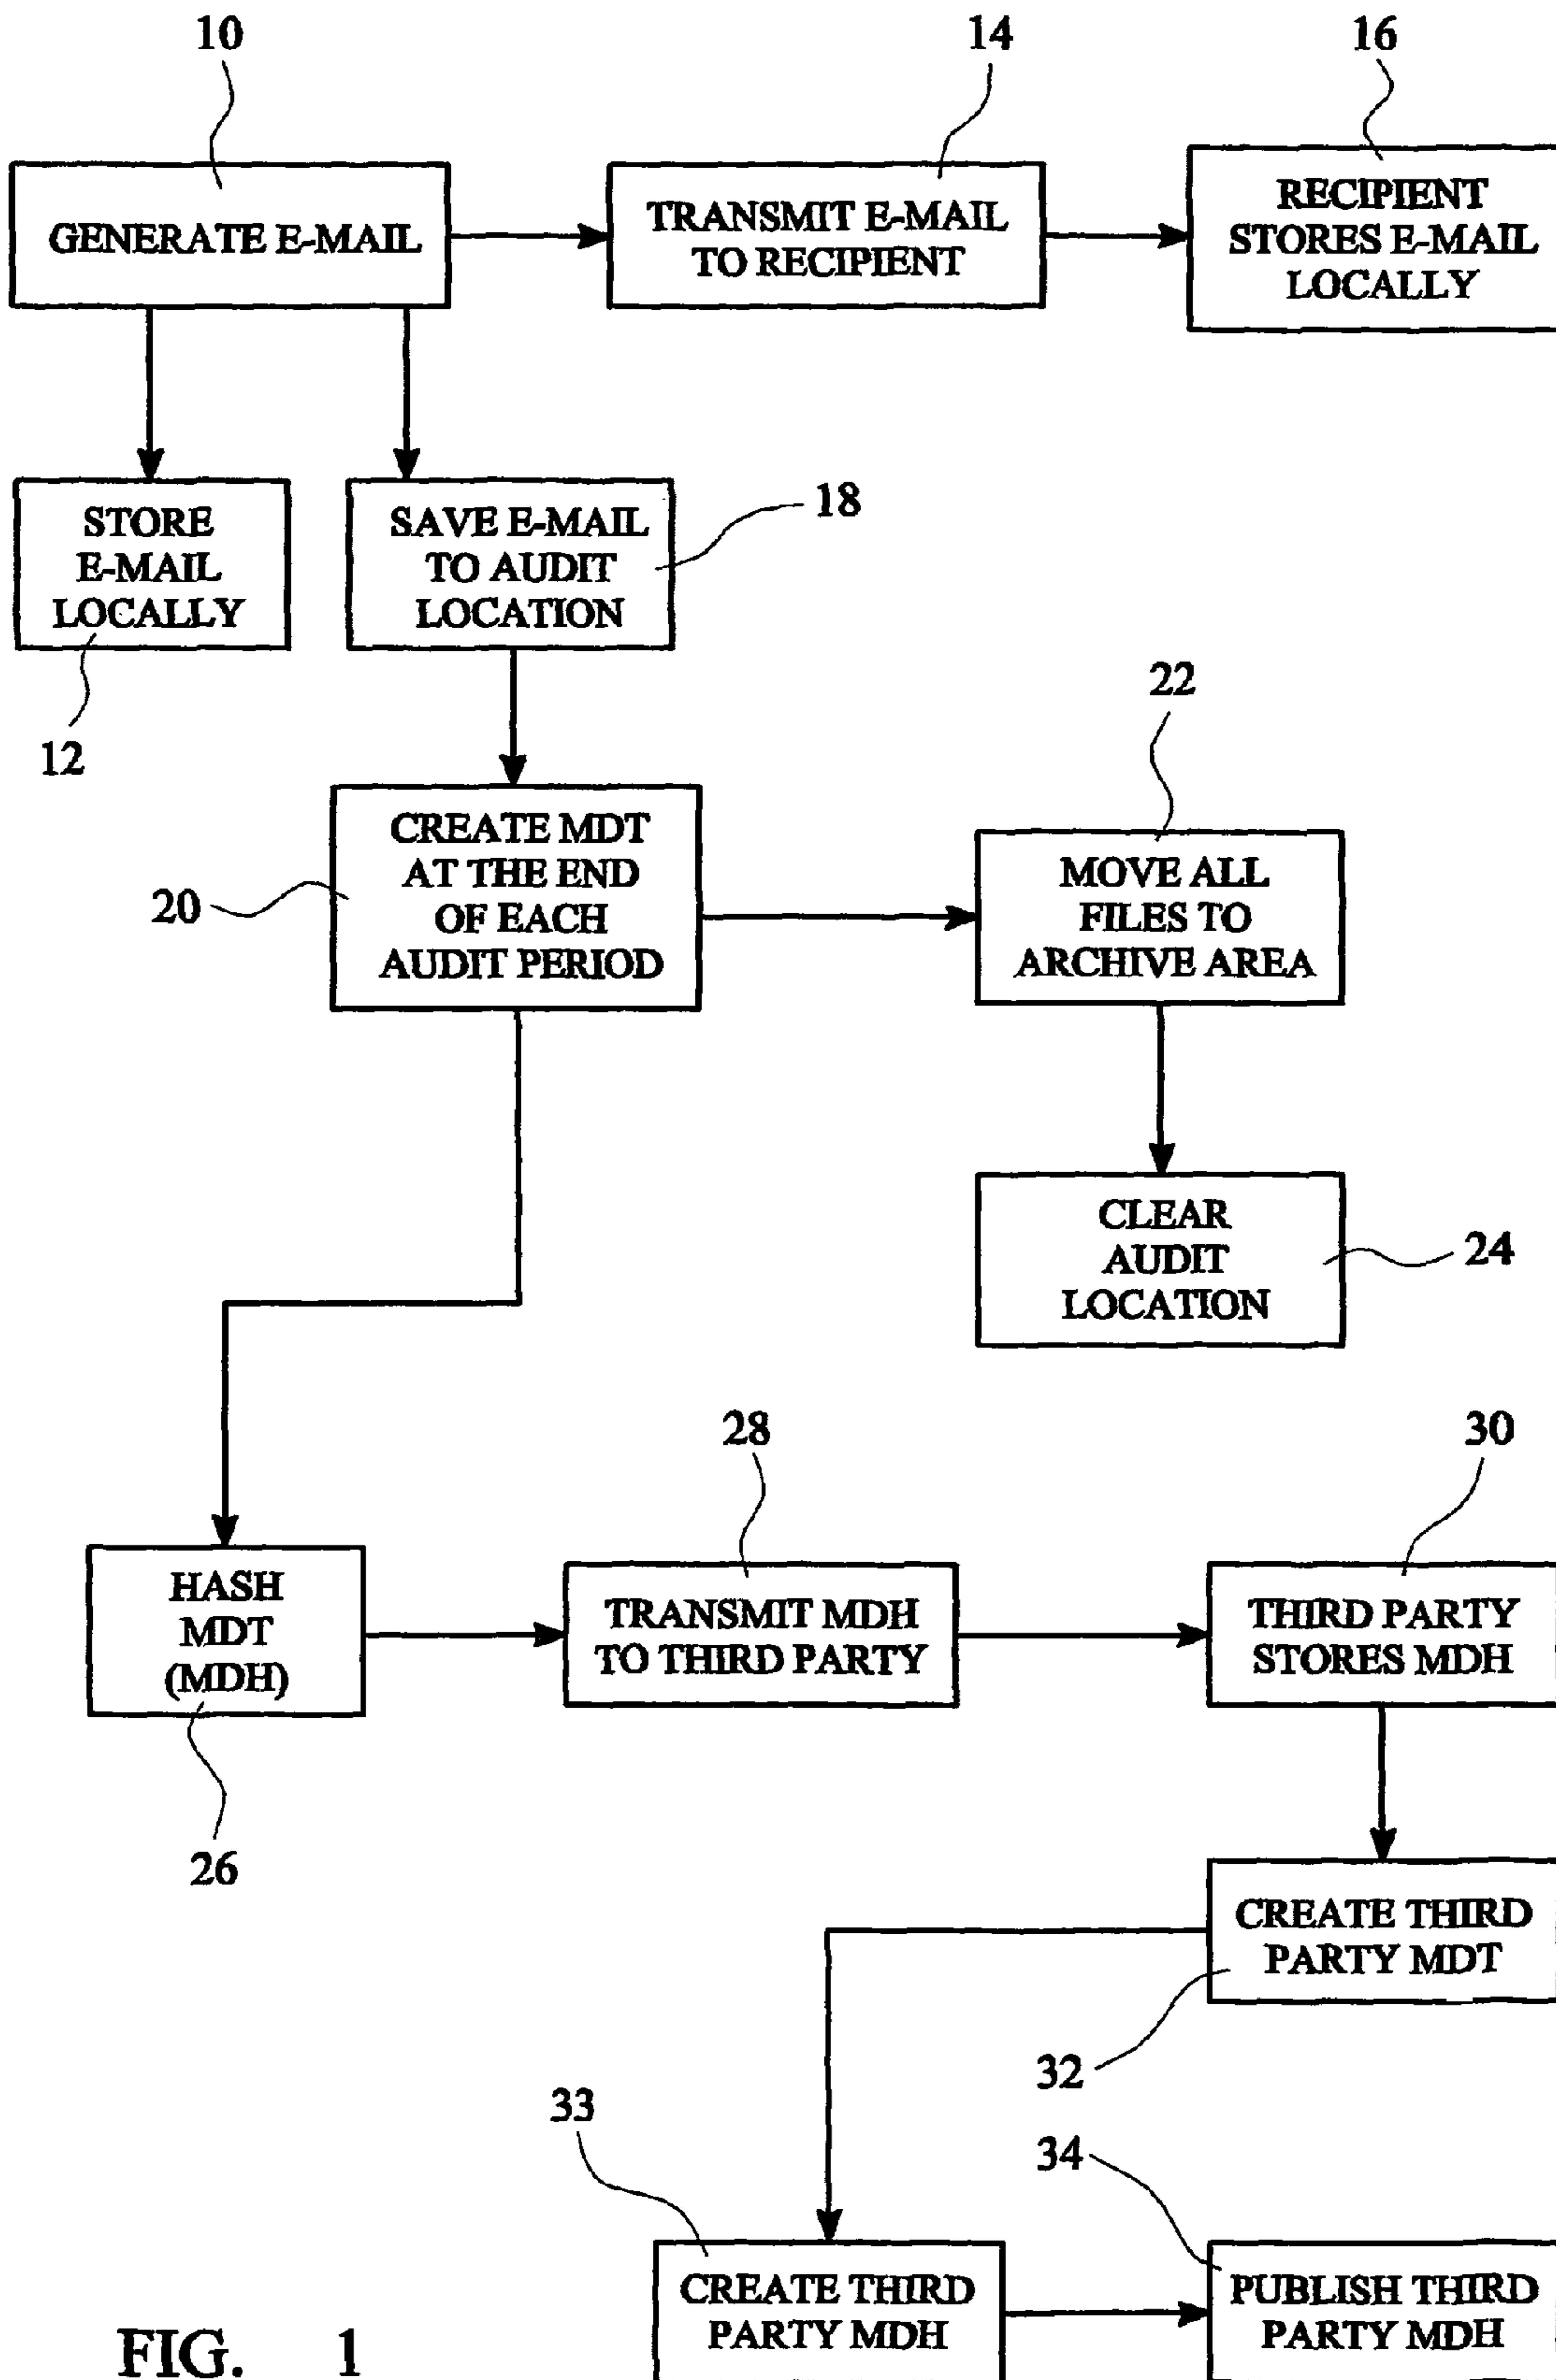 10
14
16
GENERATE E-MAIL
TRANSMIT E-MAIL
TO RECIPIENT
RECIPIENT
STORES E-MAIL
LOCALLY
STORE
E-MAIL
LOCALLY
12
SAVE E-MAIL
TO AUDIT
LOCATION
18
20
CREATE MDT
AT THE END
OF EACH
AUDIT PERIOD
22
MOVE ALL
FILES TO
ARCHIVE AREA
CLEAR
AUDIT
LOCATION
24
28
30
HASH
MDT
(MDH)
26
TRANSMIT MDH
TO THIRD PARTY
THIRD PARTY
STORES MDH
CREATE THIRD
PARTY MDT
32
33
34
CREATE THIRD
PARTY MDH
PUBLISH THIRD
PARTY MDH
FIG. 1